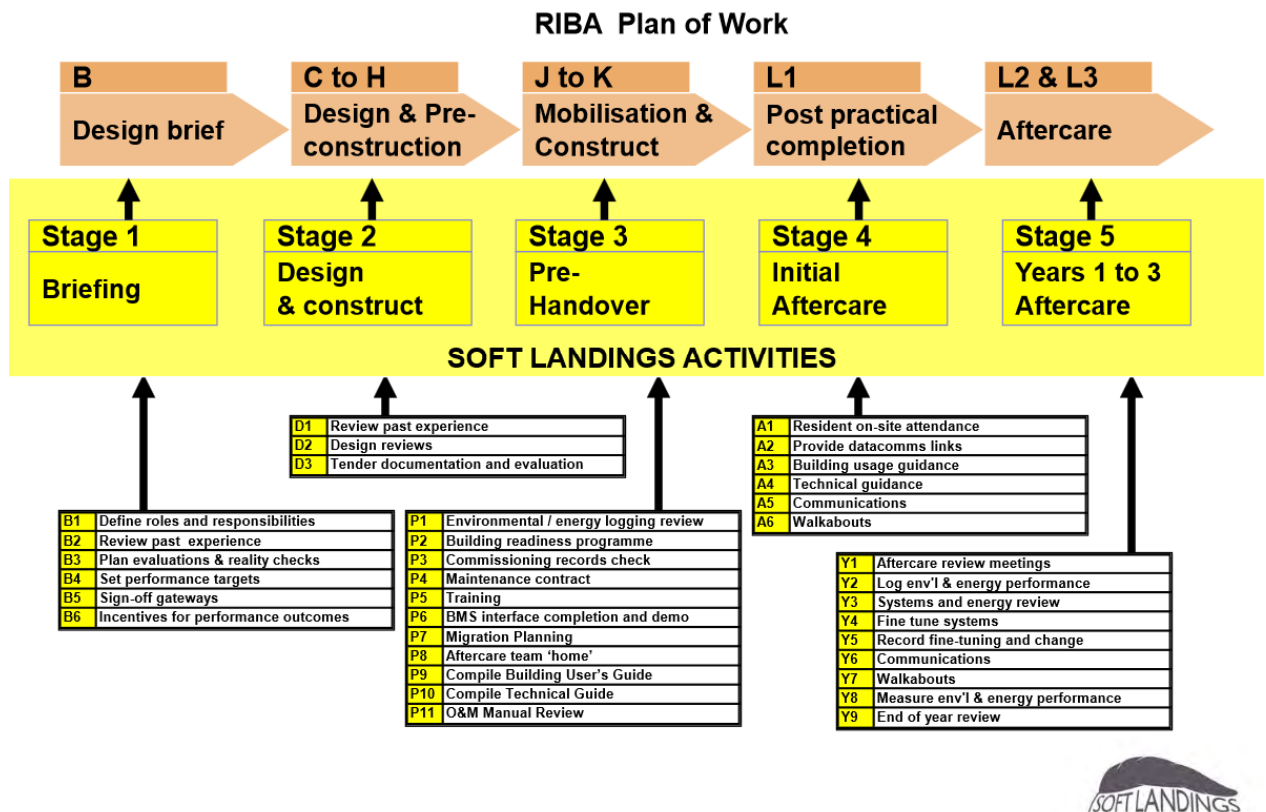 RIBA  Plan of Work
B
Design brief
C to H
Design & Pre-
construction
J to K
Mobilisation &
Construct
L1
Post practical
completion
L2 & L3
Aftercare
Stage 1
Briefing
Stage 2
Design
& construct
Stage 3
Pre-
Handover
Stage 4
Initial
Aftercare
Stage 5
Years 1 to 3
Aftercare
SOFT LANDINGS ACTIVITIES
D1 Review past experience
D2 Design reviews
D3 Tender documentation and evaluation
A1 Resident on-site attendance
A2 Provide datacomms links
A3 Building usage guidance
A4 Technical guidance
A5 Communications
A6 Walkabouts
B1 Define roles and responsibilities
B2 Review past  experience
B3 Plan evaluations & reality checks
B4 Set performance targets
B5 Sign-off gateways
B6 Incentives for performance outcomes
P1 Environmental / energy logging review
P2 Building readiness programme
P3 Commissioning records check
P4 Maintenance contract
P5 Training
P6 BMS interface completion and demo
P7 Migration Planning
P8 Aftercare team ‘home’
P9 Compile Building User’s Guide
P10 Compile Technical Guide
P11 O&M Manual Review
Y1 Aftercare review meetings
Y2 Log env'l & energy performance
Y3 Systems and energy review
Y4 Fine tune systems
Y5 Record fine-tuning and change
Y6 Communications
Y7 Walkabouts
Y8 Measure env'l & energy performance
Y9 End of year review
SOFT LANDINGS